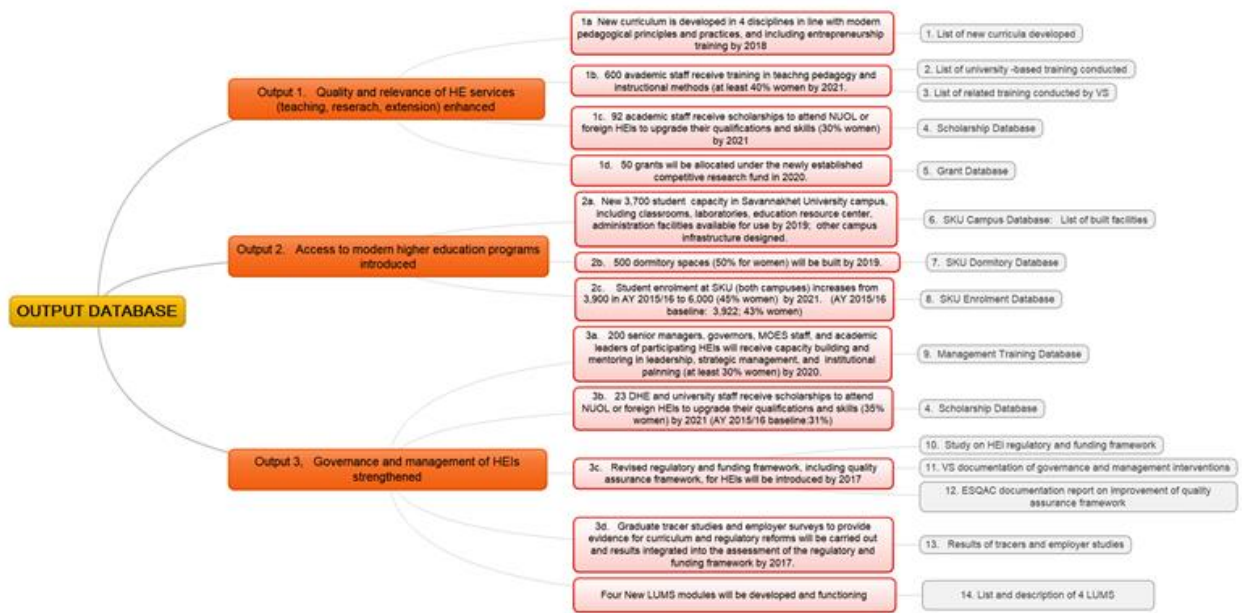 OUTPUT DATABASE
Output 1.   Quality and relevance of HE services
(teaching, reserach, extension) enhanced
1a  New curriculum is developed in 4 disciplines in line with modern
pedagogical principles and practices, and including entrepreneurship
training by 2018
1. List of new curricula developed
1b.  600 avademic staff receive training in teachng pedagogy and
instructional methods (at least 40% women by 2021.
2. List of university -based training conducted
3. List of related training conducted by VS
1c.  92 academic staff receive scholarships to attend NUOL or
foreign HEIs to upgrade their qualifications and skills (30% women)
by 2021
4.  Scholarship Database
1d.   50 grants will be allocated under the newly established
competitive research fund in 2020.
5.  Grant Database
Output 2.   Access to modern higher education programs
introduced
2a.  New 3,700 student  capacity in Savannakhet University campus,
including classrooms, laboratories, education resource center,
administration facilities available for use by 2019;  other campus
infrastructure designed.
6.  SKU Campus Database:   List of built facilities
2b.   500 dormitory spaces (50% for women) will be built by 2019.
7.  SKU Dormitory Database
2c.   Student enrolment at SKU (both campuses) increases from
3,900 in AY 2015/16 to 6,000 (45% women)  by 2021.   (AY 2015/16
baseline:  3,922; 43% women)
8.  SKU Enrolment Database
Output 3.   Governance and management of HEIs
strengthened
3a.   200 senior managers, governors, MOES staff, and academic
leaders of participating HEIs will receive capacity building and
mentoring in leadership, strategic management, and  institutional
palnning (at least 30% women) by 2020.
9.  Management Training Database
3b.  23 DHE and university staff receive scholarships to attend
NUOL or foreign HEIs to upgrade their qualifications and skills (35%
women) by 2021 (AY 2015/16 baseline:31%)
4.  Scholarship Database
3c.   Revised regulatory and funding framework, including quality
assurance framework, for HEIs will be introduced by 2017
10.  Study on HEI regulatory and funding framework
11. VS documentation of governance and management interventions
12. ESQAC documentation report on improvement of quality
assurance framework
3d.   Graduate tracer studies and employer surveys to provide
evidence for curriculum and regulatory reforms will be carried out
and results integrated into the assessment of the regulatory and
funding framework by 2017.
13.   Results of tracers and employer studies
Four New LUMS modules will be developed and functioning
14. List and description of 4 LUMS